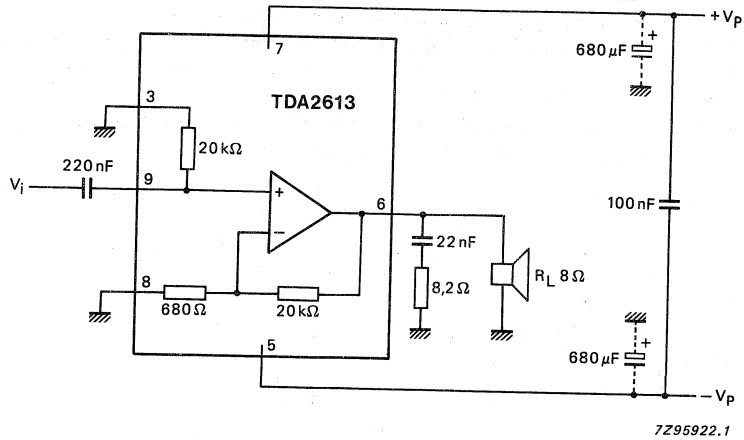 +VP
680 µF
+
7
TDA2613
3
20 kΩ
220 nF
Vi
9
+
−
6
100 nF
22 nF
8,2 Ω
RL 8 Ω
8
680 Ω
20 kΩ
5
680 µF
+
−VP
7Z95922.1